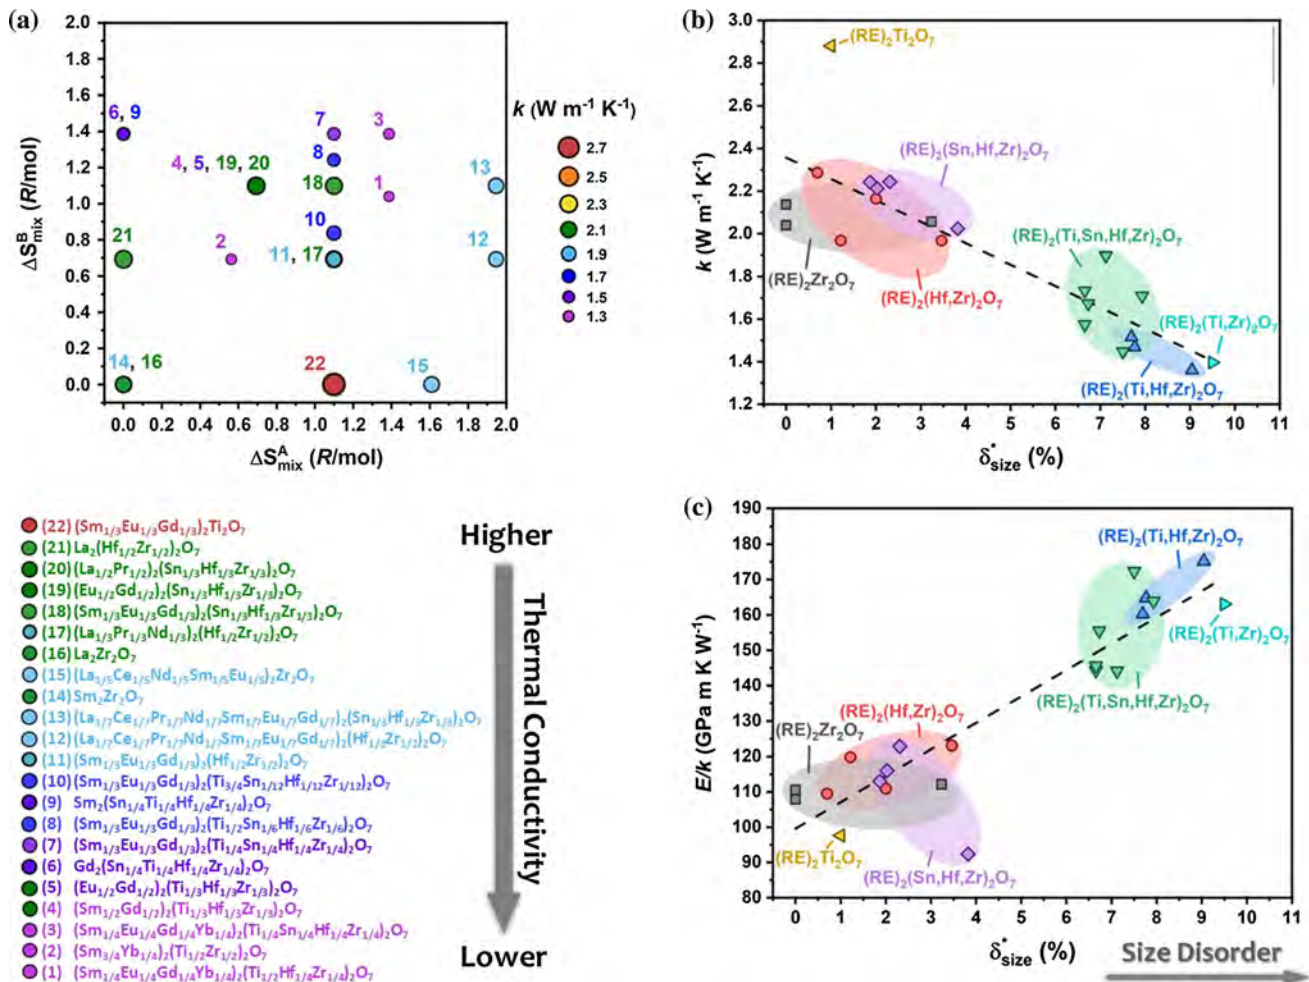 (a)
2.0
1.8
1.6
1.4
1.2
1.0
0.8
0.6
0.4
0.2
0.0
ΔS^B_mix (R/mol)
6, 9
7
3
8
4, 5, 19, 20
18
13
1
10
21
2
11, 17
12
14, 16
22
15
0.0 0.2 0.4 0.6 0.8 1.0 1.2 1.4 1.6 1.8 2.0
ΔS^A_mix (R/mol)
k (W m⁻¹ K⁻¹)
2.7
2.5
2.3
2.1
1.9
1.7
1.5
1.3
(b)
3.0
2.8
2.6
2.4
2.2
2.0
1.8
1.6
1.4
1.2
k (W m⁻¹ K⁻¹)
(RE)₂Ti₂O₇
(RE)₂(Sn,Hf,Zr)₂O₇
(RE)₂(Ti,Sn,Hf,Zr)₂O₇
(RE)₂Zr₂O₇
(RE)₂(Hf,Zr)₂O₇
(RE)₂(Ti,Zr)₂O₇
(RE)₂(Ti,Hf,Zr)₂O₇
0 1 2 3 4 5 6 7 8 9 10 11
δ*_size (%)
(22) (Sm₁/₃Eu₁/₃Gd₁/₃)₂Ti₂O₇
(21) La₂(Hf₁/₂Zr₁/₂)₂O₇
(20) (La₁/₂Pr₁/₂)₂(Sn₁/₃Hf₁/₃Zr₁/₃)₂O₇
(19) (Eu₁/₂Gd₁/₂)₂(Sn₁/₃Hf₁/₃Zr₁/₃)₂O₇
(18) (Sm₁/₃Eu₁/₃Gd₁/₃)₂(Sn₁/₃Hf₁/₃Zr₁/₃)₂O₇
(17) (La₁/₃Pr₁/₃Nd₁/₃)₂(Hf₁/₂Zr₁/₂)₂O₇
(16) La₂Zr₂O₇
(15) (La₁/₅Ce₁/₅Nd₁/₅Sm₁/₅Eu₁/₅)₂Zr₂O₇
(14) Sm₂Zr₂O₇
(13) (La₁/₇Ce₁/₇Pr₁/₇Nd₁/₇Sm₁/₇Eu₁/₇Gd₁/₇)₂(Sn₁/₃Hf₁/₃Zr₁/₃)₂O₇
(12) (La₁/₇Ce₁/₇Pr₁/₇Nd₁/₇Sm₁/₇Eu₁/₇Gd₁/₇)₂(Hf₁/₂Zr₁/₂)₂O₇
(11) (Sm₁/₃Eu₁/₃Gd₁/₃)₂(Hf₁/₂Zr₁/₂)₂O₇
(10) (Sm₁/₃Eu₁/₃Gd₁/₃)₂(Ti₃/₄Sn₁/₁₂Hf₁/₁₂Zr₁/₁₂)₂O₇
(9) Sm₂(Sn₁/₄Ti₁/₄Hf₁/₄Zr₁/₄)₂O₇
(8) (Sm₁/₃Eu₁/₃Gd₁/₃)₂(Ti₁/₂Sn₁/₆Hf₁/₆Zr₁/₆)₂O₇
(7) (Sm₁/₃Eu₁/₃Gd₁/₃)₂(Ti₁/₄Sn₁/₄Hf₁/₄Zr₁/₄)₂O₇
(6) Gd₂(Sn₁/₄Ti₁/₄Hf₁/₄Zr₁/₄)₂O₇
(5) (Eu₁/₂Gd₁/₂)₂(Ti₁/₃Hf₁/₃Zr₁/₃)₂O₇
(4) (Sm₁/₂Gd₁/₂)₂(Ti₁/₃Hf₁/₃Zr₁/₃)₂O₇
(3) (Sm₁/₄Eu₁/₄Gd₁/₄Yb₁/₄)₂(Ti₁/₄Sn₁/₄Hf₁/₄Zr₁/₄)₂O₇
(2) (Sm₃/₄Yb₁/₄)₂(Ti₁/₂Zr₁/₂)₂O₇
(1) (Sm₁/₄Eu₁/₄Gd₁/₄Yb₁/₄)₂(Ti₁/₂Hf₁/₄Zr₁/₄)₂O₇
Higher
Thermal Conductivity
Lower
(c)
190
180
170
160
150
140
130
120
110
100
90
80
E/k (GPa m K W⁻¹)
(RE)₂(Ti,Hf,Zr)₂O₇
(RE)₂(Ti,Zr)₂O₇
(RE)₂(Ti,Sn,Hf,Zr)₂O₇
(RE)₂(Hf,Zr)₂O₇
(RE)₂Zr₂O₇
(RE)₂Ti₂O₇
(RE)₂(Sn,Hf,Zr)₂O₇
0 1 2 3 4 5 6 7 8 9 10 11
δ*_size (%)
Size Disorder